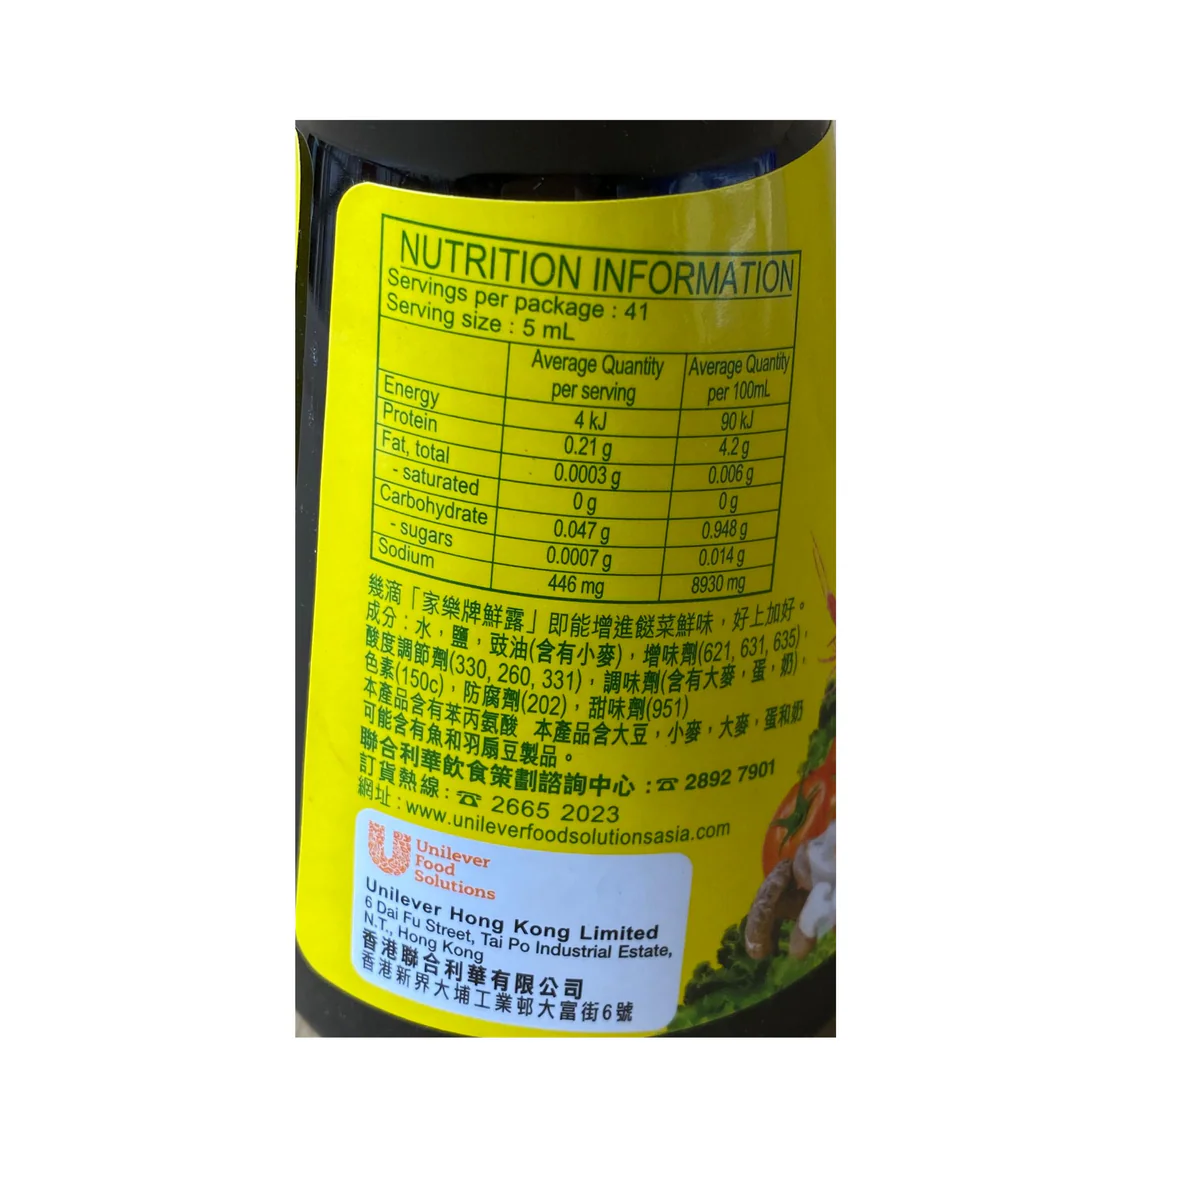 NUTRITION INFORMATION
Servings per package : 41
Serving size : 5 mL
Average Quantity per serving Average Quantity per 100mL
Energy 4 kJ 90 kJ
Protein 0.21 g 4.2 g
Fat, total 0.0003 g 0.006 g
- saturated 0 g 0 g
Carbohydrate 0.047 g 0.948 g
- sugars 0.0007 g 0.014 g
Sodium 446 mg 8930 mg
幾滴「家樂牌鮮露」即能增進餸菜鮮味，好上加好。
成分：水，鹽，豉油(含有小麥)，增味劑(621, 631, 635)，
酸度調節劑(330, 260, 331)，調味劑(含有大麥，蛋，奶)，
色素(150c)，防腐劑(202)，甜味劑(951)
本產品含有苯丙氨酸 本產品含大豆，小麥，大麥，蛋和奶
可能含有魚和羽扇豆製品。
聯合利華飲食策劃諮詢中心：☎ 2892 7901
訂貨熱線：☎ 2665 2023
網址：www.unileverfoodsolutionsasia.com
Unilever
Food
Solutions
Unilever Hong Kong Limited
6 Dai Fu Street, Tai Po Industrial Estate,
N.T., Hong Kong
香港聯合利華有限公司
香港新界大埔工業邨大富街6號